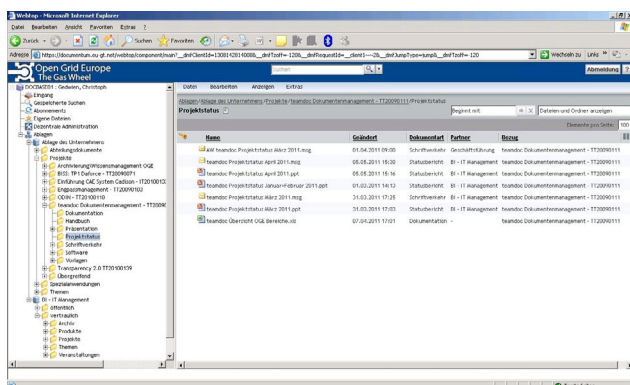 Webtop - Microsoft Internet Explorer
Datei Bearbeiten Ansicht Favoriten Extras ?
Zurück Suchen Favoriten
Adresse Wechseln zu Links
Open Grid Europe
The Gas Wheel
Suchen
Abmeldung ?
DOCBASE01 : Gedwien, Christoph
Eingang
Gespeicherte Suchen
Abonnements
Eigene Dateien
Dezentrale Administration
Ablagen
Ablage des Unternehmens
Abteilungsdokumente
Projekte
Archivierung/Wissensmanagement OGE
BISS: TP1 Daforce - TT20090071
Einführung CAE System Cadison - IT2010013
Engpassmanagement - TT20090103
ODIN - TT20100110
teamdoc Dokumentenmanagement - TT20090
Dokumentation
Handbuch
Präsentation
Projektstatus
Schriftverkehr
Software
Vorlagen
Transparency 2.0 TT20100139
Übergreifend
Spezialanwendungen
Themen
BI - IT Management
öffentlich
vertraulich
Archiv
Produkte
Projekte
Themen
Veranstaltungen
Datei Bearbeiten Anzeigen Extras
Ablagen/Ablage des Unternehmens/Projekte/teamdoc Dokumentenmanagement - TT20090111/Projektstatus
Projektstatus Beginnt mit Dateien und Ordner anzeigen
Elemente pro Seite: 100
Name Geändert Dokumentart Partner Bezug
AW teamdoc Projektstatus März 2011.msg 01.04.2011 09:00 Schriftverkehr Geschäftsführung teamdoc Dokumentenmanagement - TT20090111
teamdoc Projektstatus April 2011.msg 05.05.2011 15:30 Statusbericht BI - IT Management teamdoc Dokumentenmanagement - TT20090111
teamdoc Projektstatus April 2011.ppt 05.05.2011 15:16 Statusbericht BI - IT Management teamdoc Dokumentenmanagement - TT20090111
teamdoc Projektstatus Januar-Februar 2011.ppt 01.03.2011 14:13 Statusbericht BI - IT Management teamdoc Dokumentenmanagement - TT20090111
teamdoc Projektstatus März 2011.msg 31.03.2011 17:25 Schriftverkehr BI - IT Management teamdoc Dokumentenmanagement - TT20090111
teamdoc Projektstatus März 2011.ppt 31.03.2011 17:03 Statusbericht BI - IT Management teamdoc Dokumentenmanagement - TT20090111
teamdoc Übersicht OGE Bereiche.xls 07.04.2011 17:01 Dokumentation - teamdoc Dokumentenmanagement - TT20090111